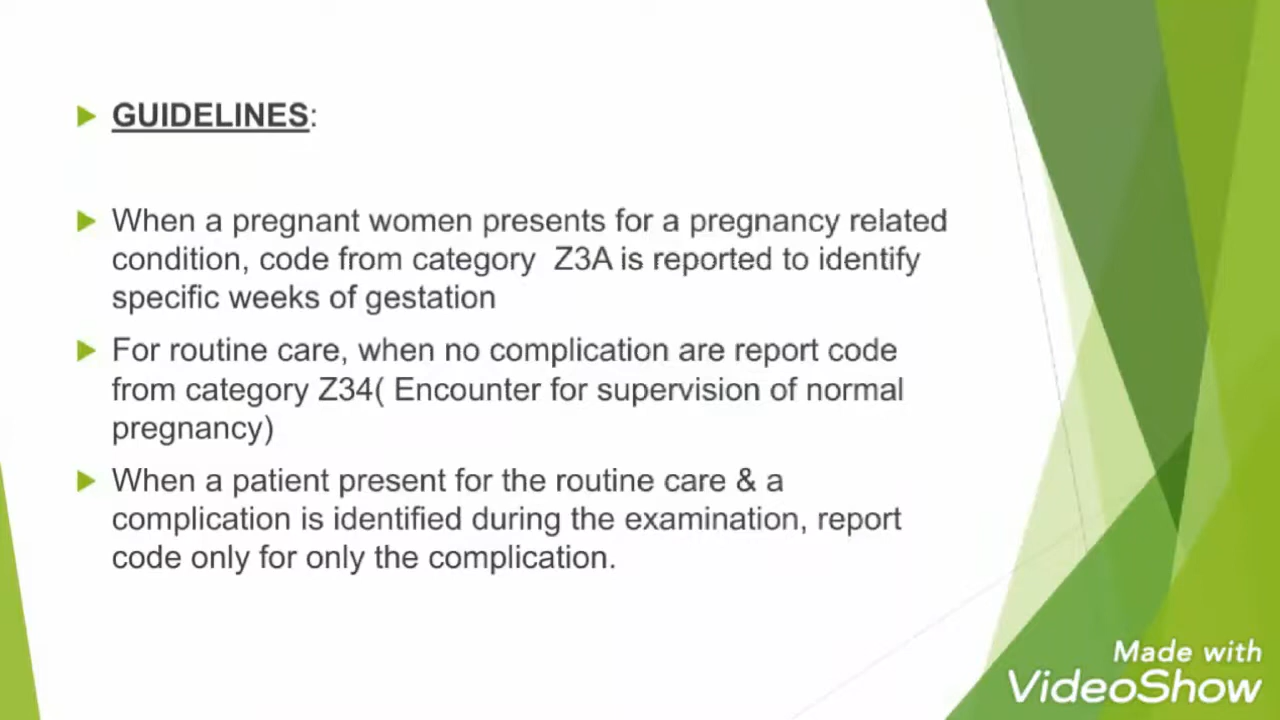 GUIDELINES:
When a pregnant women presents for a pregnancy related
condition, code from category Z3A is reported to identify
specific weeks of gestation
For routine care, when no complication are report code
from category Z34( Encounter for supervision of normal
pregnancy)
When a patient present for the routine care & a
complication is identified during the examination, report
code only for only the complication.
Made with
VideoShow